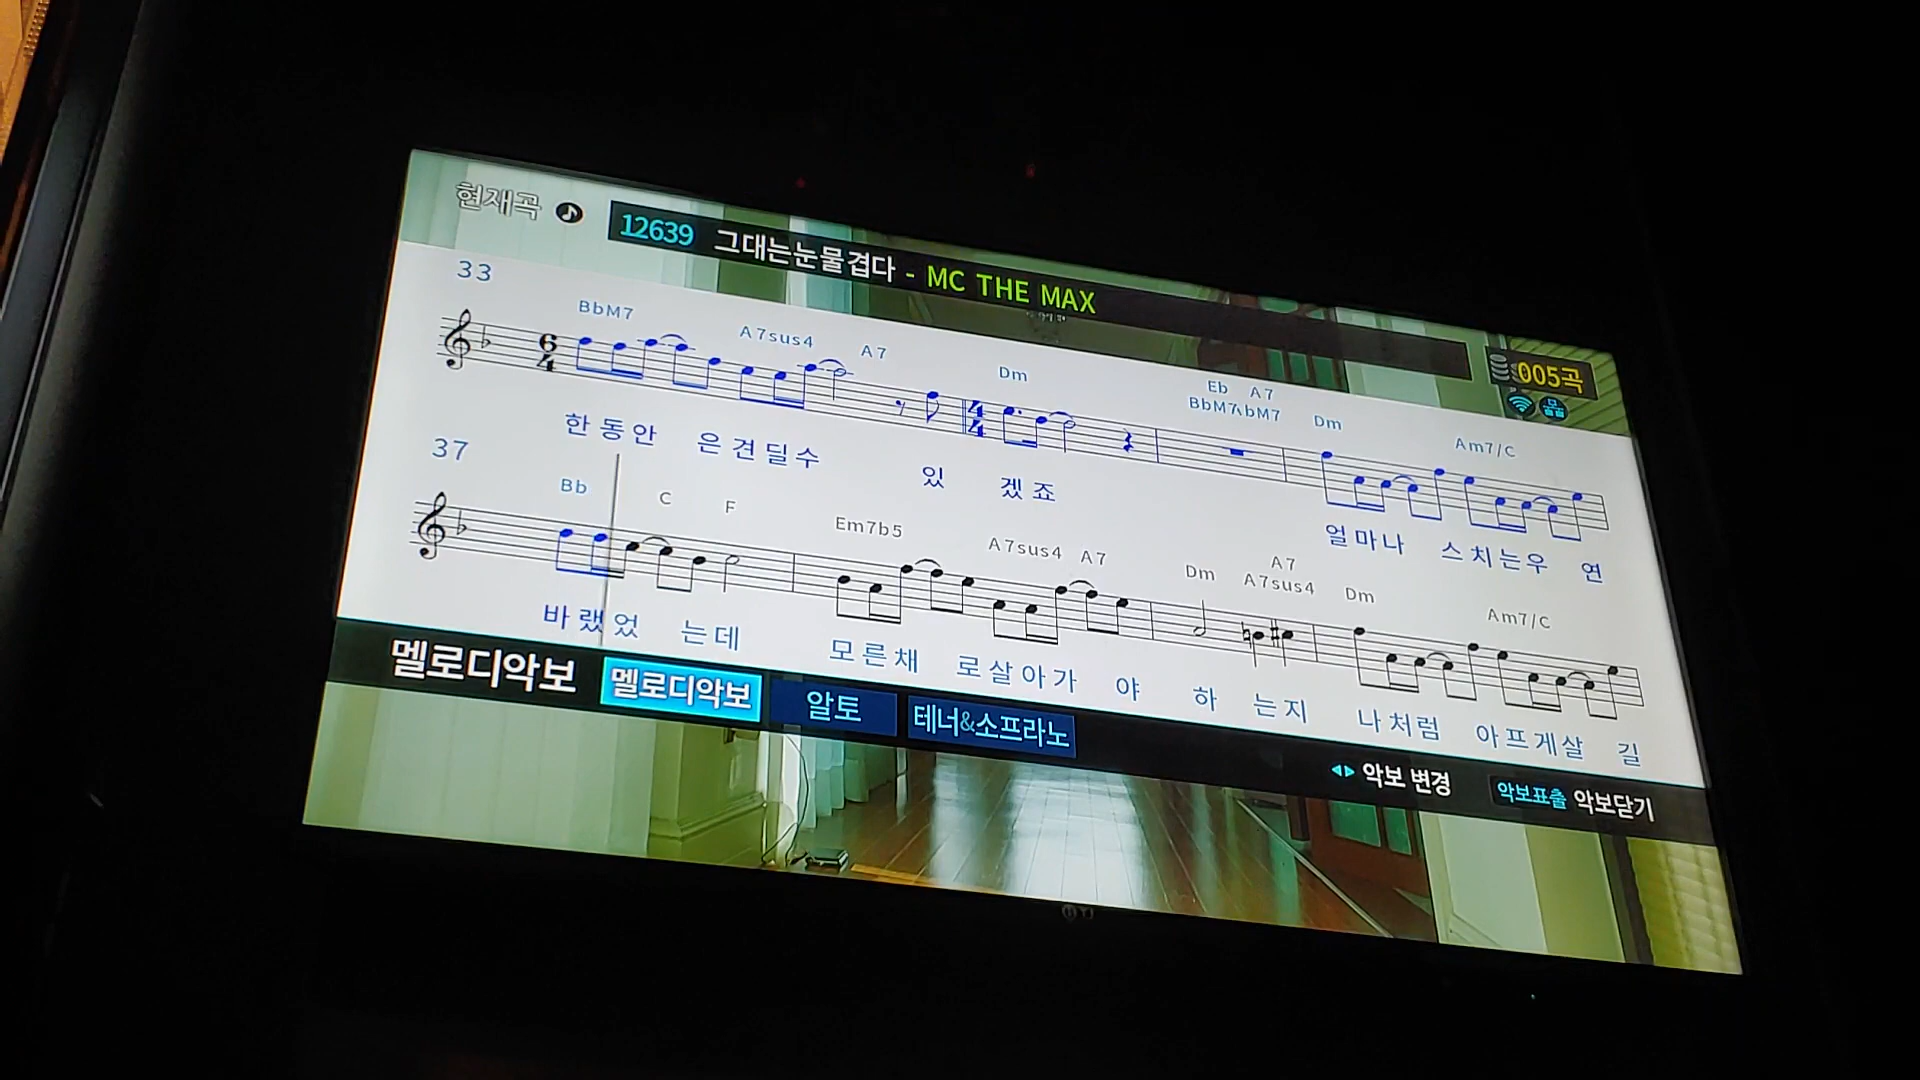 현재곡 12639 그대는눈물겹다 - MC THE MAX
005곡
33
BbM7 A7sus4 A7 Dm Eb A7 Dm Am7/C
6/4 4/4
한동안 은견딜수 있 겠죠 얼마나 스치는우 연
37
Bb C F Em7b5 A7sus4 A7 Dm A7 A7sus4 Dm Am7/C
바랬었 는데 모른채 로살아가 야 하 는지 나처럼 아프게살 길
멜로디악보 멜로디악보 알토 테너&소프라노
악보 변경 악보표출 악보닫기